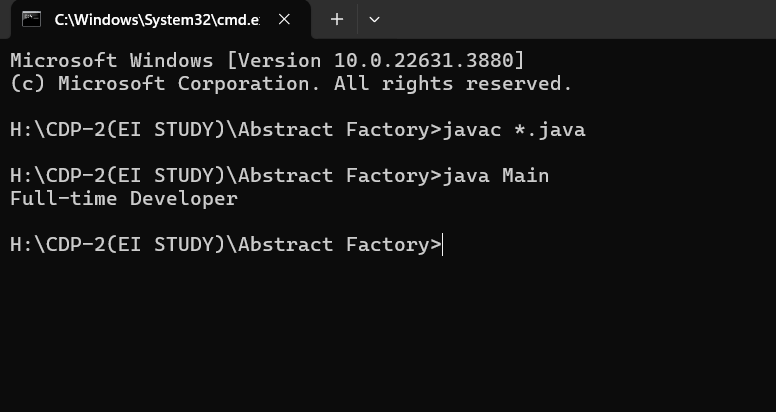 C:\Windows\System32\cmd.e
Microsoft Windows [Version 10.0.22631.3880]
(c) Microsoft Corporation. All rights reserved.
H:\CDP-2(EI STUDY)\Abstract Factory>javac *.java
H:\CDP-2(EI STUDY)\Abstract Factory>java Main
Full-time Developer
H:\CDP-2(EI STUDY)\Abstract Factory>